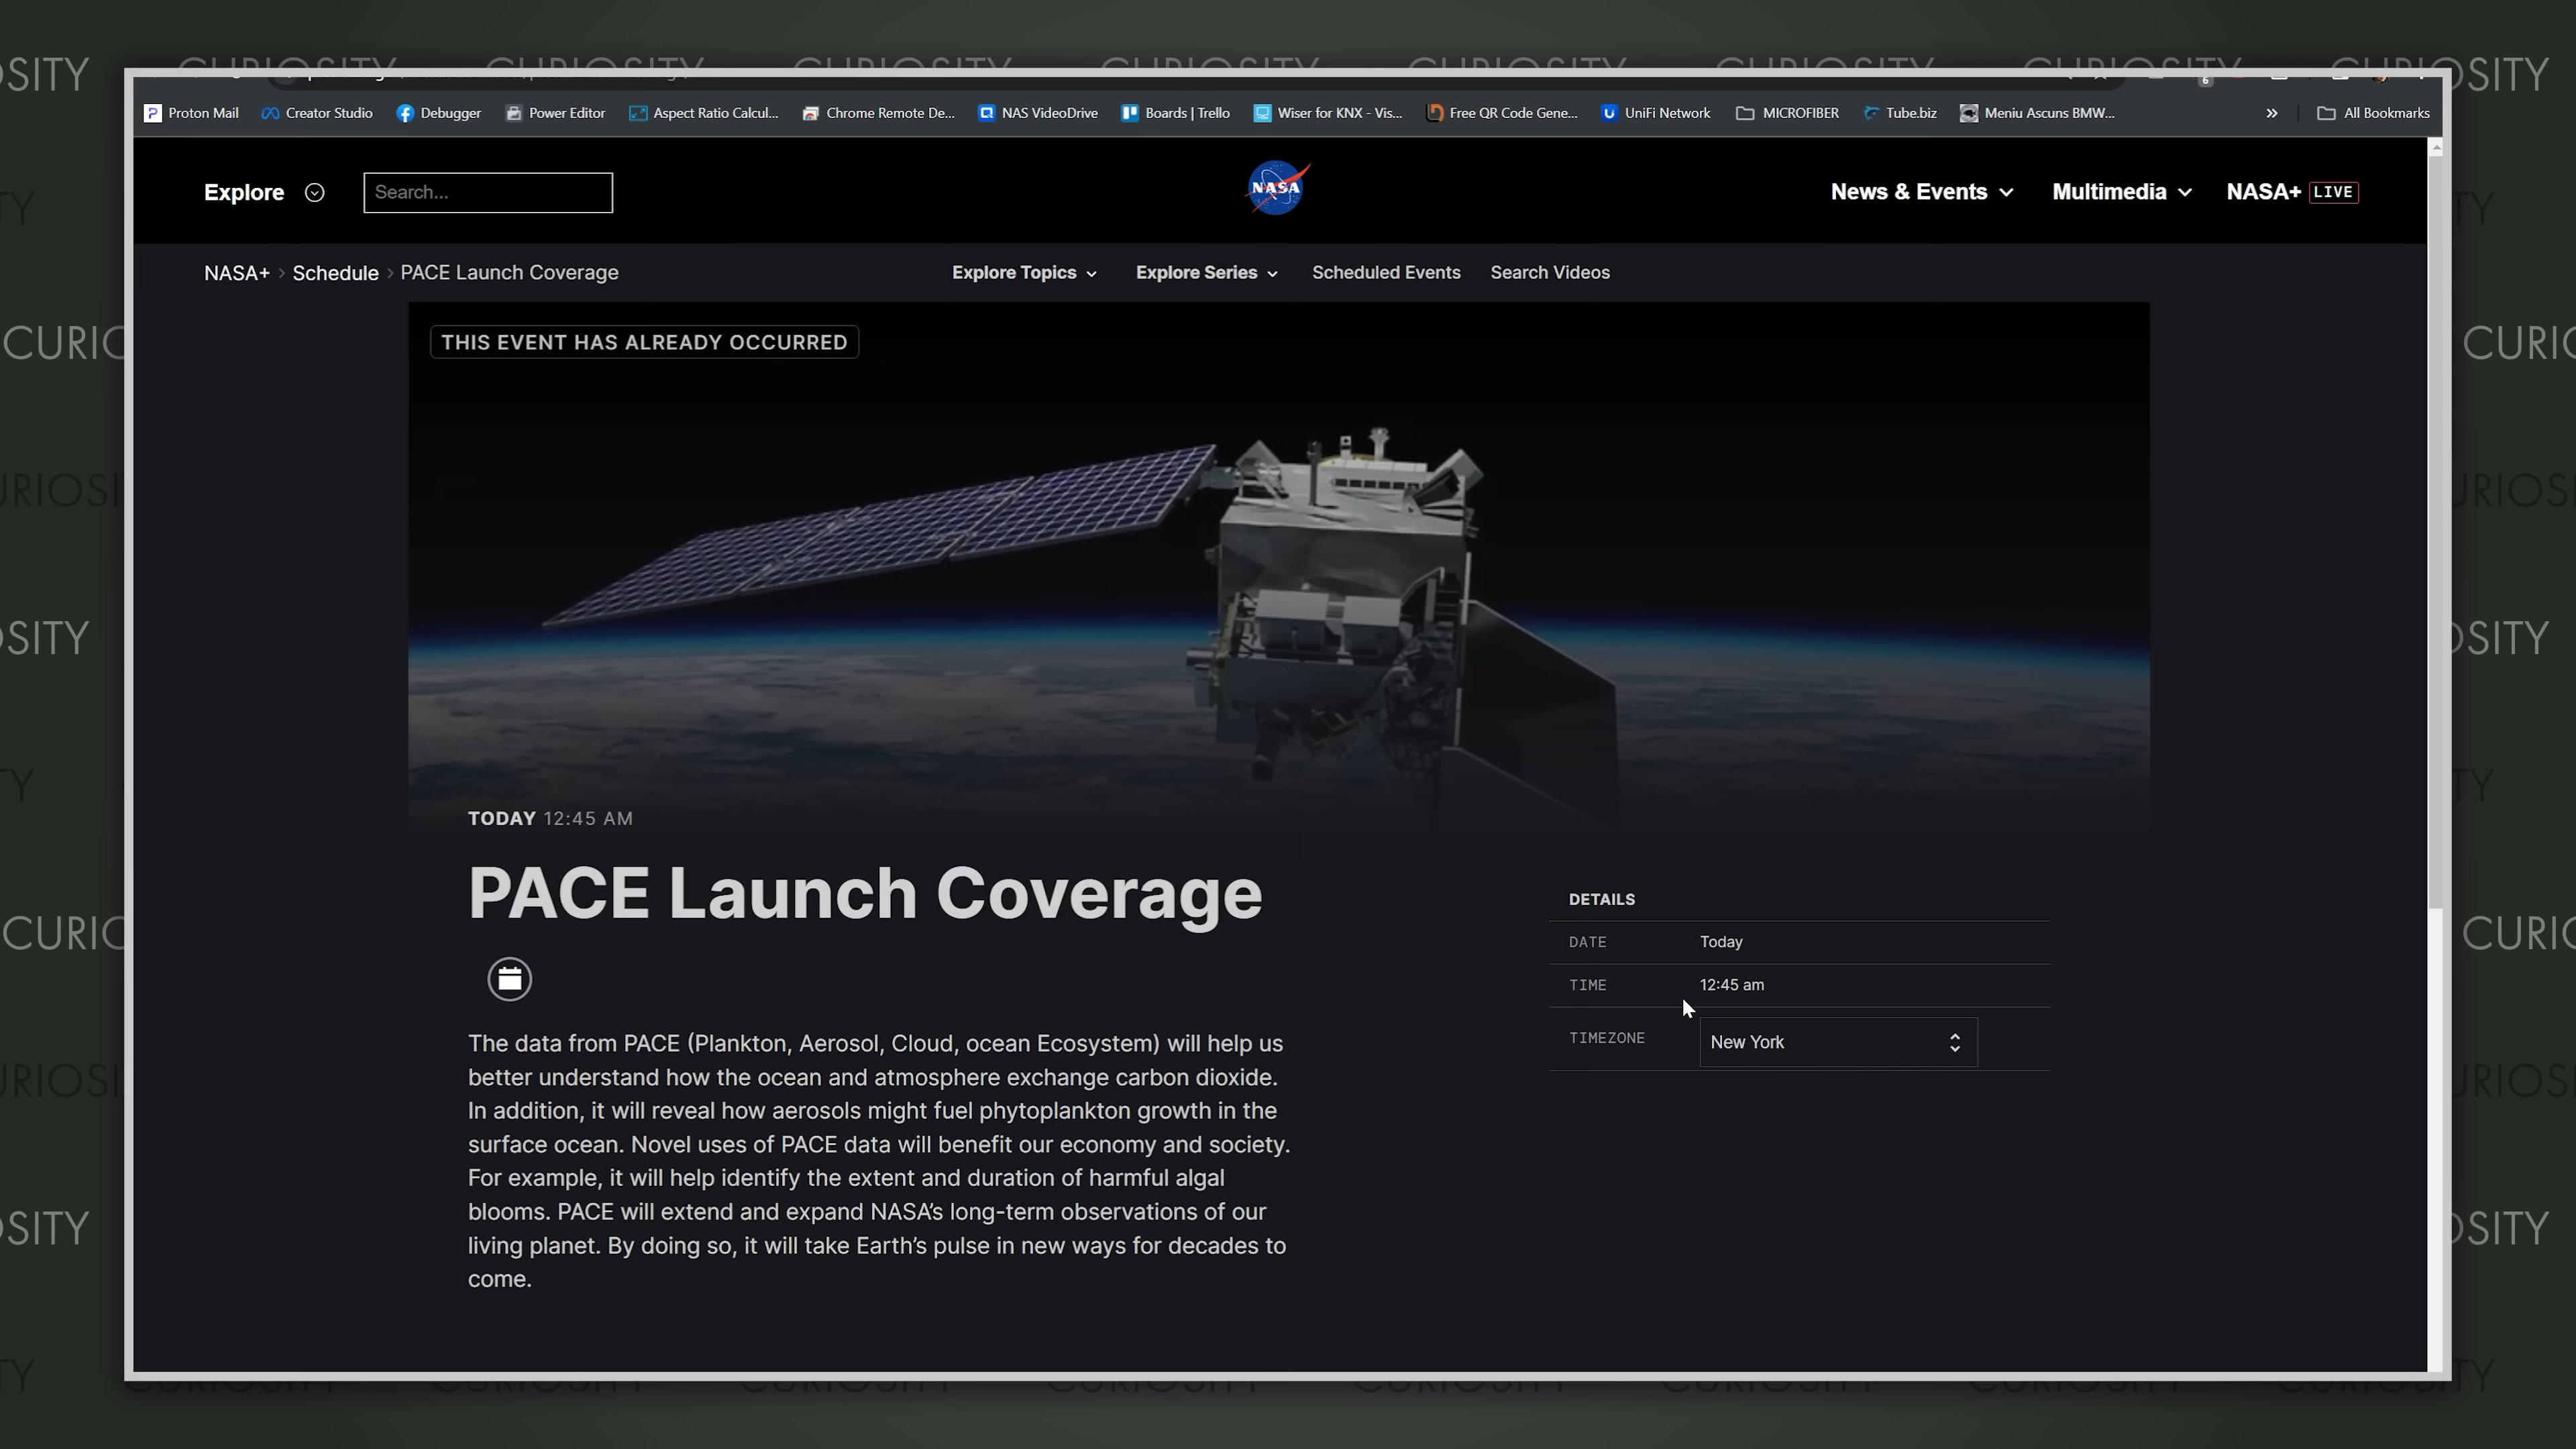 CURIOSITY CURIOSITY CURIOSITY CURIOSITY CURIOSITY CURIOSITY CURIOSITY
Proton Mail Creator Studio Debugger Power Editor Aspect Ratio Calcul... Chrome Remote De... NAS VideoDrive Boards | Trello Wiser for KNX - Vis... Free QR Code Gene... UniFi Network MICROFIBER Tube.biz Meniu Ascuns BMW... » All Bookmarks
Explore Search... NASA News & Events Multimedia NASA+ LIVE
NASA+ > Schedule > PACE Launch Coverage Explore Topics Explore Series Scheduled Events Search Videos
THIS EVENT HAS ALREADY OCCURRED
TODAY 12:45 AM
PACE Launch Coverage
The data from PACE (Plankton, Aerosol, Cloud, ocean Ecosystem) will help us
better understand how the ocean and atmosphere exchange carbon dioxide.
In addition, it will reveal how aerosols might fuel phytoplankton growth in the
surface ocean. Novel uses of PACE data will benefit our economy and society.
For example, it will help identify the extent and duration of harmful algal
blooms. PACE will extend and expand NASA's long-term observations of our
living planet. By doing so, it will take Earth's pulse in new ways for decades to
come.
DETAILS
DATE Today
TIME 12:45 am
TIMEZONE New York